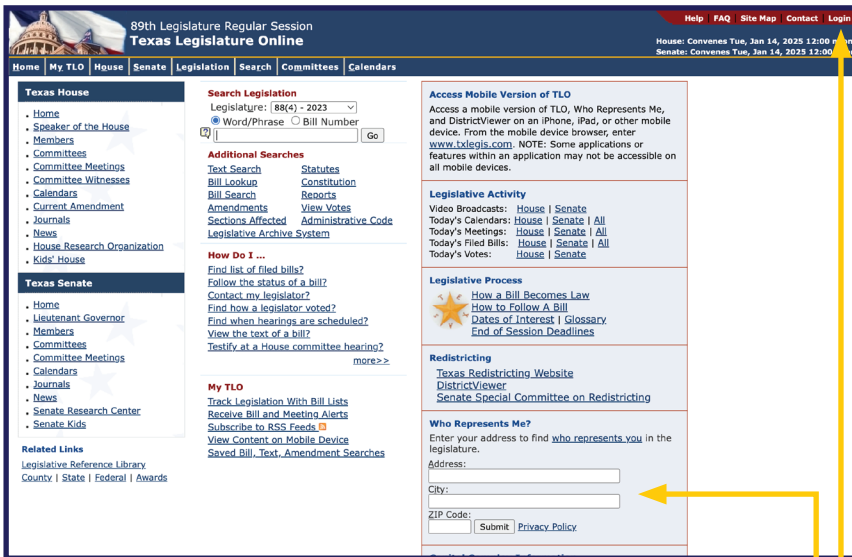 89th Legislature Regular Session
Texas Legislature Online
Help FAQ Site Map Contact Login
House: Convenes Tue, Jan 14, 2025 12:00
Senate: Convenes Tue, Jan 14, 2025 12:00
Home My TLO House Senate Legislation Search Committees Calendars
Texas House
Home
Speaker of the House
Members
Committees
Committee Meetings
Committee Witnesses
Calendars
Current Amendment
Journals
News
House Research Organization
Kids' House
Texas Senate
Home
Lieutenant Governor
Members
Committees
Committee Meetings
Calendars
Journals
News
Senate Research Center
Senate Kids
Related Links
Legislative Reference Library
County | State | Federal | Awards
Search Legislation
Legislature: 88(4) - 2023
Word/Phrase Bill Number
Go
Additional Searches
Text Search Statutes
Bill Lookup Constitution
Bill Search Reports
Amendments View Votes
Sections Affected Administrative Code
Legislative Archive System
How Do I ...
Find list of filed bills?
Follow the status of a bill?
Contact my legislator?
Find how a legislator voted?
Find when hearings are scheduled?
View the text of a bill?
Testify at a House committee hearing?
more>>
My TLO
Track Legislation With Bill Lists
Receive Bill and Meeting Alerts
Subscribe to RSS Feeds
View Content on Mobile Device
Saved Bill, Text, Amendment Searches
Access Mobile Version of TLO
Access a mobile version of TLO, Who Represents Me,
and DistrictViewer on an iPhone, iPad, or other mobile
device. From the mobile device browser, enter
www.txlegis.com. NOTE: Some applications or
features within an application may not be accessible on
all mobile devices.
Legislative Activity
Video Broadcasts: House | Senate
Today's Calendars: House | Senate | All
Today's Meetings: House | Senate | All
Today's Filed Bills: House | Senate | All
Today's Votes: House | Senate
Legislative Process
How a Bill Becomes Law
How to Follow A Bill
Dates of Interest | Glossary
End of Session Deadlines
Redistricting
Texas Redistricting Website
DistrictViewer
Senate Special Committee on Redistricting
Who Represents Me?
Enter your address to find who represents you in the
legislature.
Address:
City:
ZIP Code:
Submit Privacy Policy